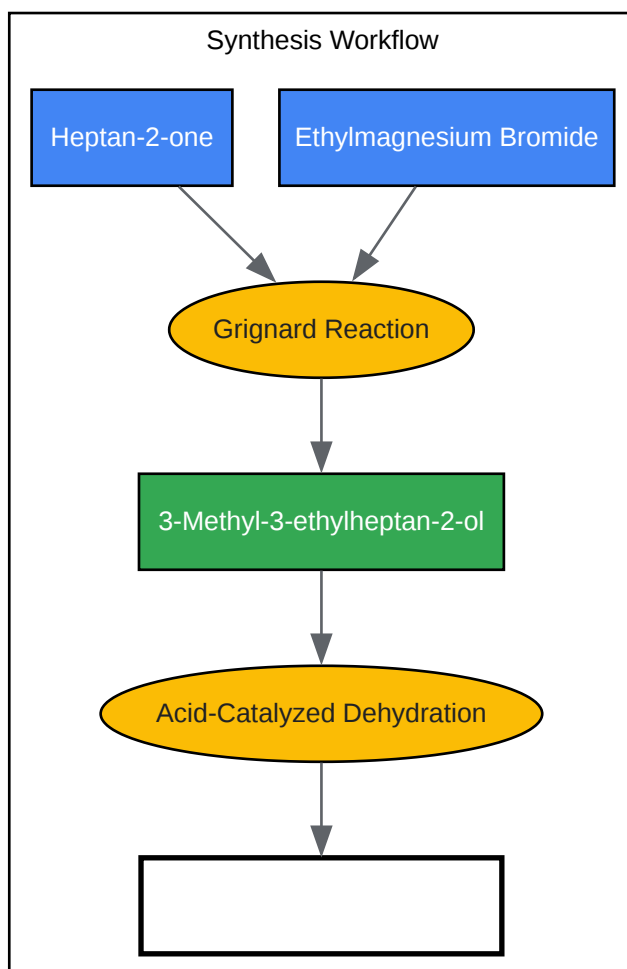 Synthesis Workflow
Heptan-2-one
Ethylmagnesium Bromide
Grignard Reaction
3-Methyl-3-ethylheptan-2-ol
Acid-Catalyzed Dehydration